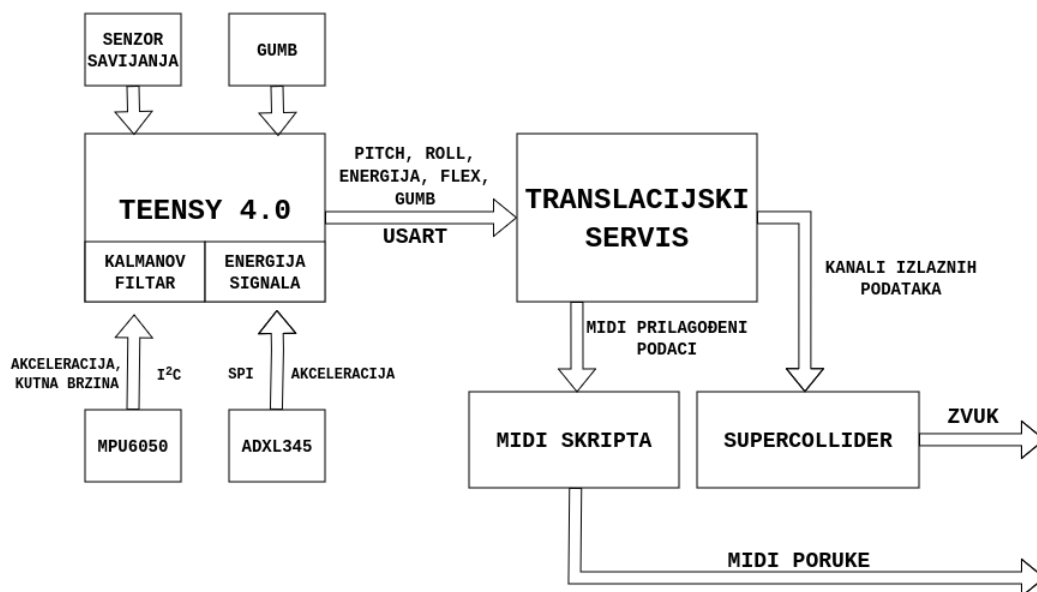 SENZOR
SAVIJANJA
GUMB
TEENSY 4.0
KALMANOV
FILTAR
ENERGIJA
SIGNALA
PITCH, ROLL,
ENERGIJA, FLEX,
GUMB
USART
TRANSLACIJSKI
SERVIS
KANALI IZLAZNIH
PODATAKA
MIDI PRILAGOĐENI
PODACI
AKCELERACIJA,
KUTNA BRZINA
I²C
SPI
AKCELERACIJA
MPU6050
ADXL345
MIDI SKRIPTA
SUPERCOLLIDER
ZVUK
MIDI PORUKE